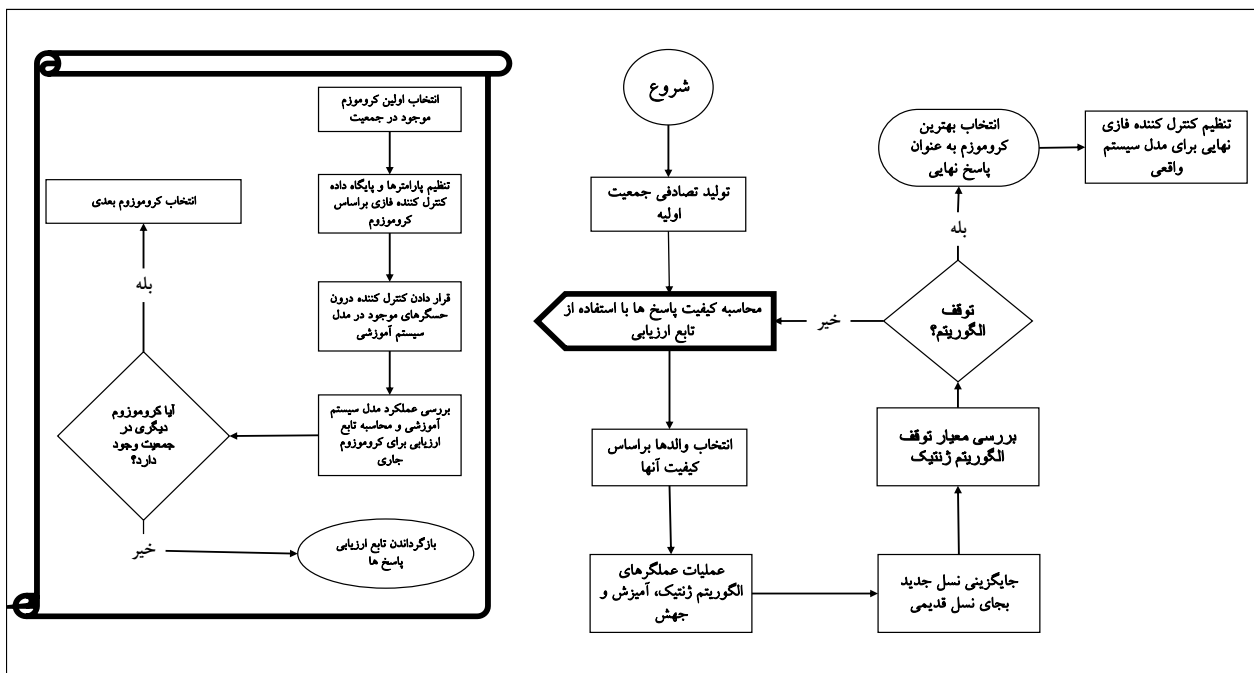 شروع
تولید تصادفی جمعیت
اولیه
محاسبه کیفیت پاسخ ها با استفاده از
تابع ارزیابی
انتخاب والدها براساس
کیفیت آنها
عملیات عملگرهای
الگوریتم ژنتیک، آمیزش و
جهش
جایگزینی نسل جدید
بجای نسل قدیمی
بررسی معیار توقف
الگوریتم ژنتیک
توقف
الگوریتم؟
خیر
بله
انتخاب بهترین
کروموزم به عنوان
پاسخ نهایی
تنظیم کنترل کننده فازی
نهایی برای مدل سیستم
واقعی
انتخاب اولین کروموزم
موجود در جمعیت
تنظیم پارامترها و پایگاه داده
کنترل کننده فازی براساس
کروموزوم
قرار دادن کنترل کننده درون
حسگرهای موجود در مدل
سیستم آموزشی
بررسی عملکرد مدل سیستم
آموزشی و محاسبه تابع
ارزیابی برای کروموزوم
جاری
آیا کروموزوم
دیگری در
جمعیت وجود
دارد؟
بله
انتخاب کروموزوم بعدی
خیر
بازگرداندن تابع ارزیابی
پاسخ ها